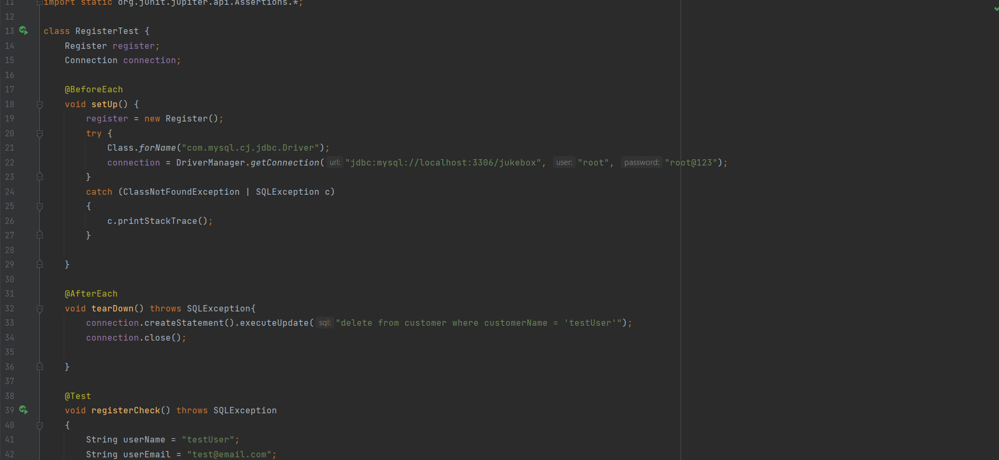 11 import static org.junit.jupiter.api.Assertions.*;
12
13 class RegisterTest {
14 Register register;
15 Connection connection;
16
17 @BeforeEach
18 void setUp() {
19 register = new Register();
20 try {
21 Class.forName("com.mysql.cj.jdbc.Driver");
22 connection = DriverManager.getConnection( url: "jdbc:mysql://localhost:3306/jukebox", user: "root", password: "root@123");
23 }
24 catch (ClassNotFoundException | SQLException c)
25 {
26 c.printStackTrace();
27 }
28
29 }
30
31 @AfterEach
32 void tearDown() throws SQLException{
33 connection.createStatement().executeUpdate( sql: "delete from customer where customerName = 'testUser'");
34 connection.close();
35
36 }
37
38 @Test
39 void registerCheck() throws SQLException
40 {
41 String userName = "testUser";
42 String userEmail = "test@email.com";